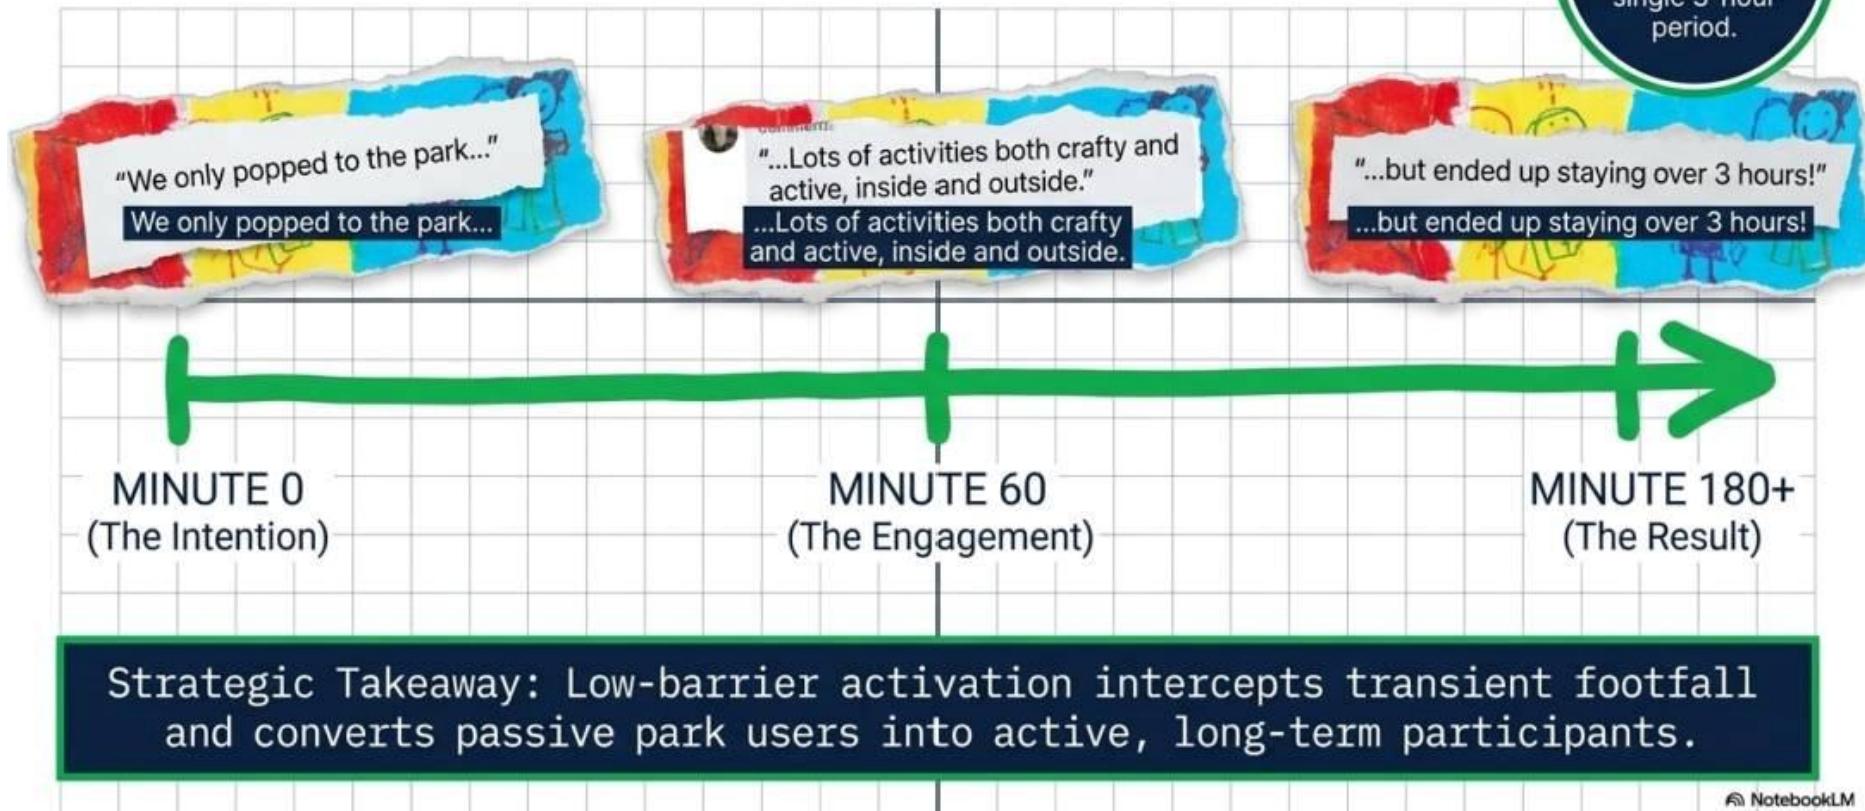 single 3-hour
period.
“We only popped to the park...”
We only popped to the park...
“...Lots of activities both crafty and
active, inside and outside.”
...Lots of activities both crafty
and active, inside and outside.
“...but ended up staying over 3 hours!”
...but ended up staying over 3 hours!
MINUTE 0
(The Intention)
MINUTE 60
(The Engagement)
MINUTE 180+
(The Result)
Strategic Takeaway: Low-barrier activation intercepts transient footfall
and converts passive park users into active, long-term participants.
NotebookLM